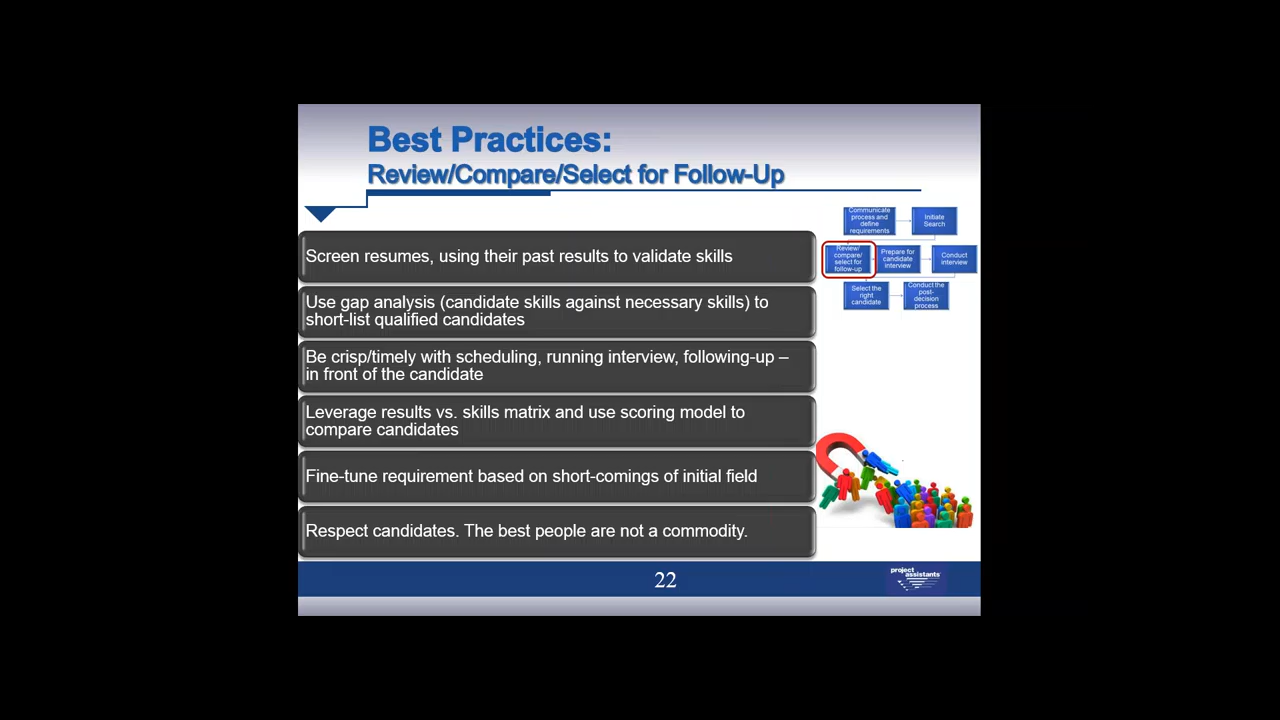 Best Practices:
Review/Compare/Select for Follow-Up
Communicate
process and
define
requirements
Initiate
Search
Review/
compare/
select for
follow-up
Prepare for
candidate
interview
Conduct
interview
Select the
right
candidate
Conduct the
post-
decision
process
Screen resumes, using their past results to validate skills
Use gap analysis (candidate skills against necessary skills) to
short-list qualified candidates
Be crisp/timely with scheduling, running interview, following-up –
in front of the candidate
Leverage results vs. skills matrix and use scoring model to
compare candidates
Fine-tune requirement based on short-comings of initial field
Respect candidates. The best people are not a commodity.
22
project
assistants